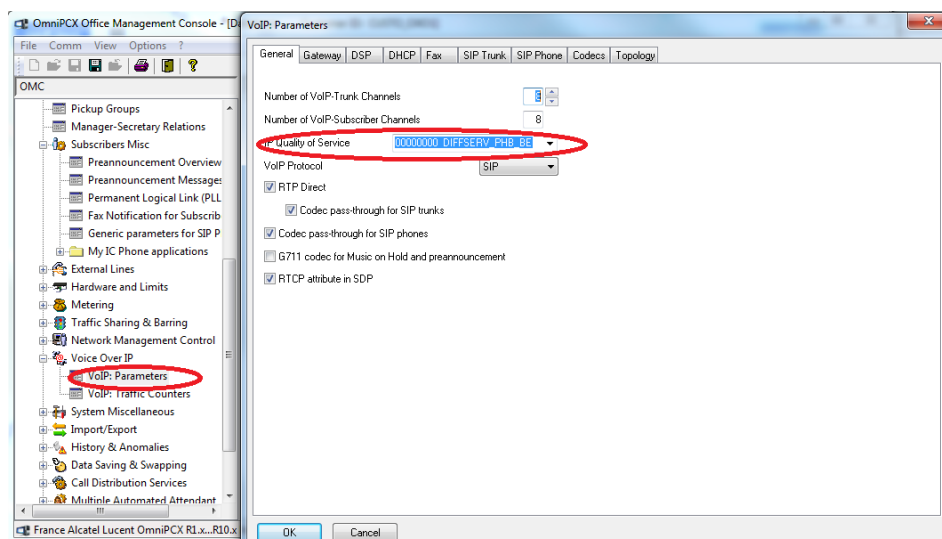 OmniPCX Office Management Console - [Da
File Comm View Options ?
OMC
Pickup Groups
Manager-Secretary Relations
Subscribers Misc
Preannouncement Overview
Preannouncement Messages
Permanent Logical Link (PLL
Fax Notification for Subscrib
Generic parameters for SIP P
My IC Phone applications
External Lines
Hardware and Limits
Metering
Traffic Sharing & Barring
Network Management Control
Voice Over IP
VoIP: Parameters
VoIP: Traffic Counters
System Miscellaneous
Import/Export
History & Anomalies
Data Saving & Swapping
Call Distribution Services
Multiple Automated Attendant
France Alcatel Lucent OmniPCX R1.x...R10.x
VoIP: Parameters
General Gateway DSP DHCP Fax SIP Trunk SIP Phone Codecs Topology
Number of VoIP-Trunk Channels
Number of VoIP-Subscriber Channels 8
IP Quality of Service 00000000_DIFFSERV_PHB_BE
VoIP Protocol SIP
RTP Direct
Codec pass-through for SIP trunks
Codec pass-through for SIP phones
G711 codec for Music on Hold and preannouncement
RTCP attribute in SDP
OK Cancel